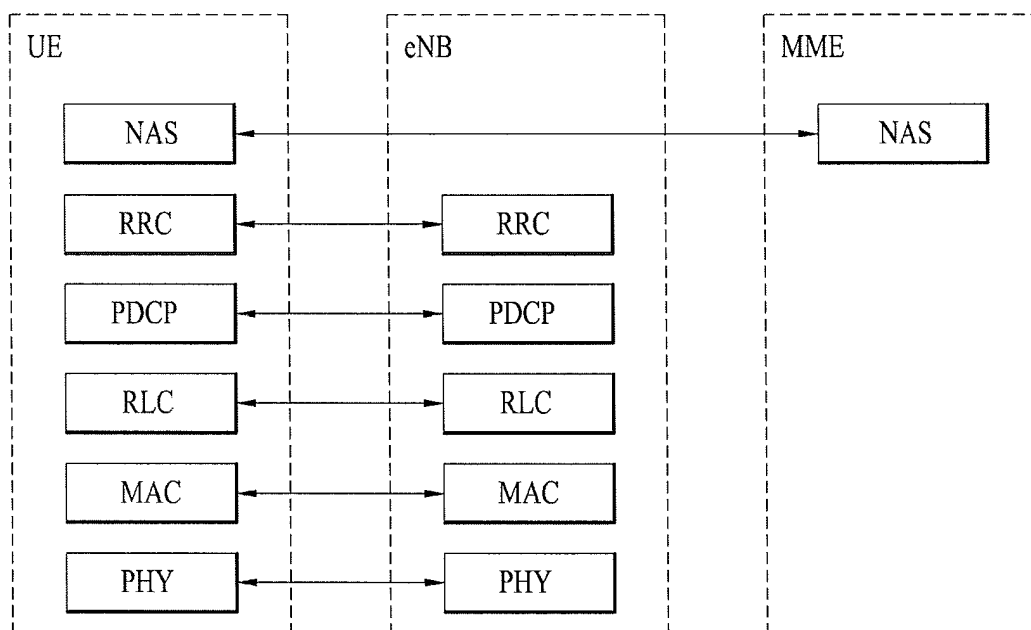 UE eNB MME
NAS NAS
RRC RRC
PDCP PDCP
RLC RLC
MAC MAC
PHY PHY